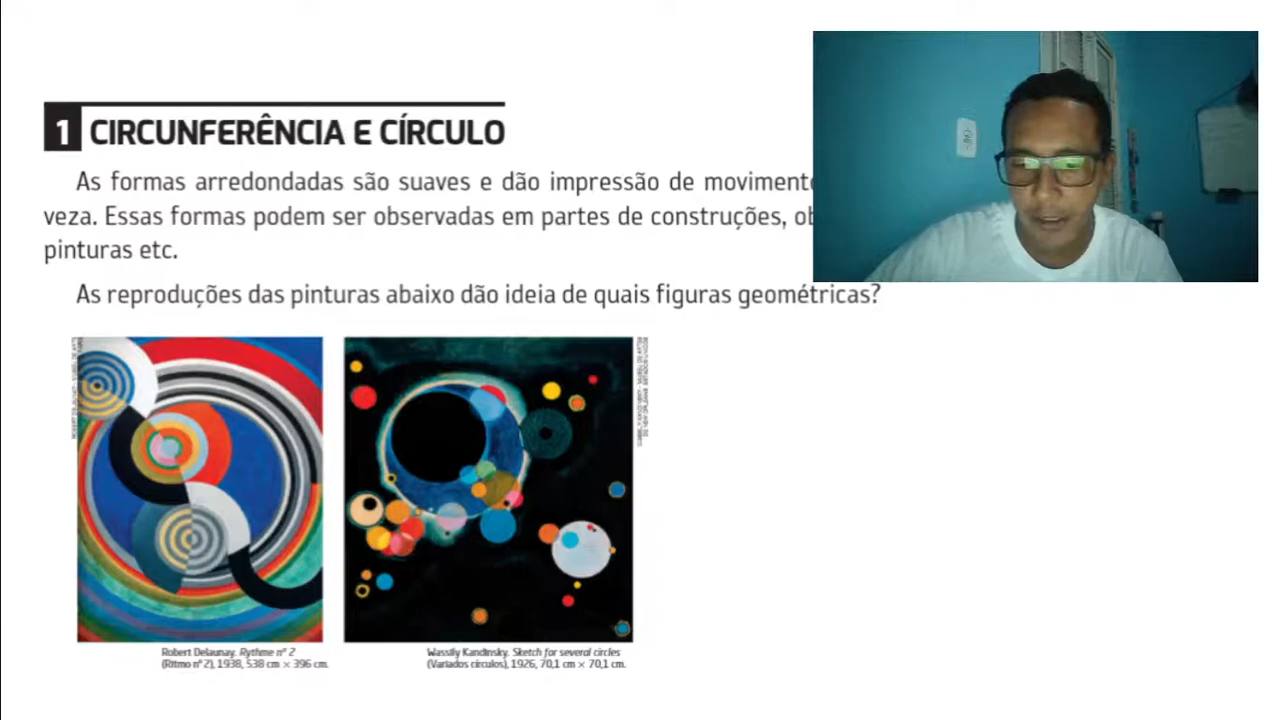 1 CIRCUNFERÊNCIA E CÍRCULO
As formas arredondadas são suaves e dão impressão de movimento
veza. Essas formas podem ser observadas em partes de construções, ob
pinturas etc.
As reproduções das pinturas abaixo dão ideia de quais figuras geométricas?
Robert Delaunay. Rythme nº 2
(Ritmo nº 2), 1938, 538 cm × 396 cm.
Wassily Kandinsky. Sketch for several circles
(Variados círculos), 1926, 70,1 cm × 70,1 cm.